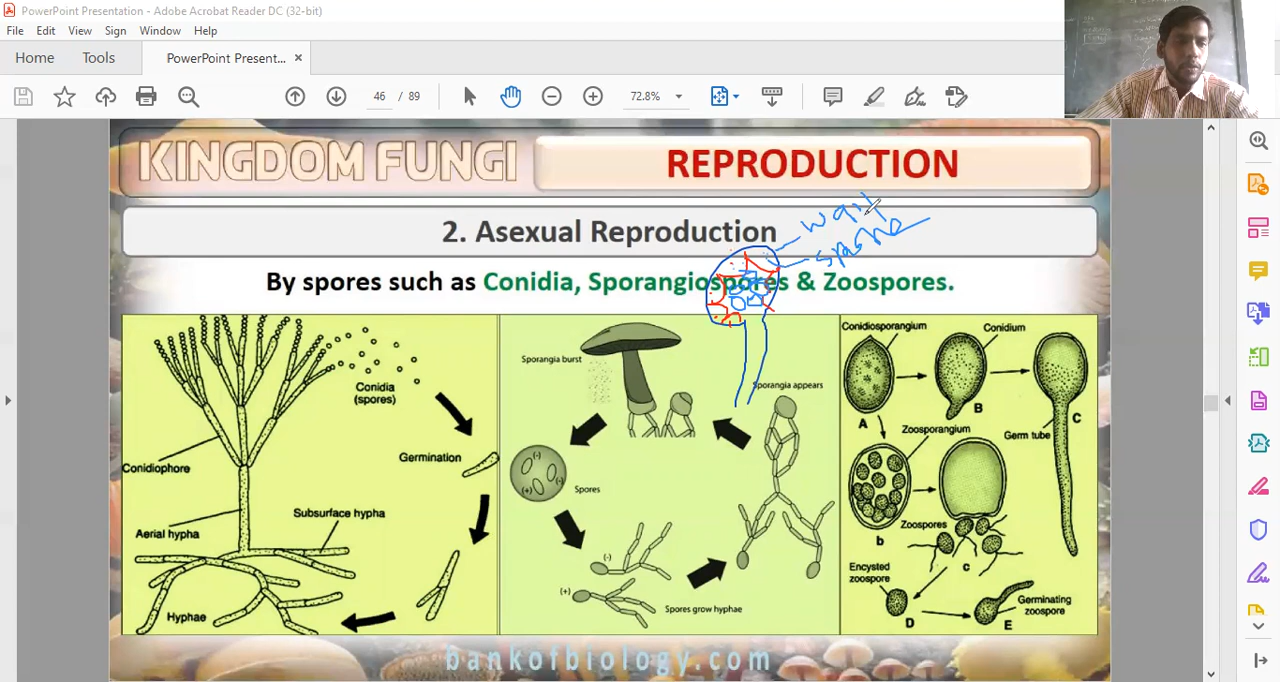 PowerPoint Presentation - Adobe Acrobat Reader DC (32-bit)
File Edit View Sign Window Help
Home Tools PowerPoint Present... ×
46 / 89 72.8%
KINGDOM FUNGI REPRODUCTION
2. Asexual Reproduction
wall
spore
By spores such as Conidia, Sporangiospores & Zoospores.
Conidia
(spores)
Germination
Conidiophore
Subsurface hypha
Aerial hypha
Hyphae
Sporangia burst
Sporangia appears
Spores
(-)
(-)
(+)
(-)
(+)
Spores grow hyphae
Conidiosporangium
Conidium
A
B
C
Zoosporangium
Germ tube
Zoospores
b
c
Encysted
zoospore
Germinating
zoospore
D
E
bankofbiology.com